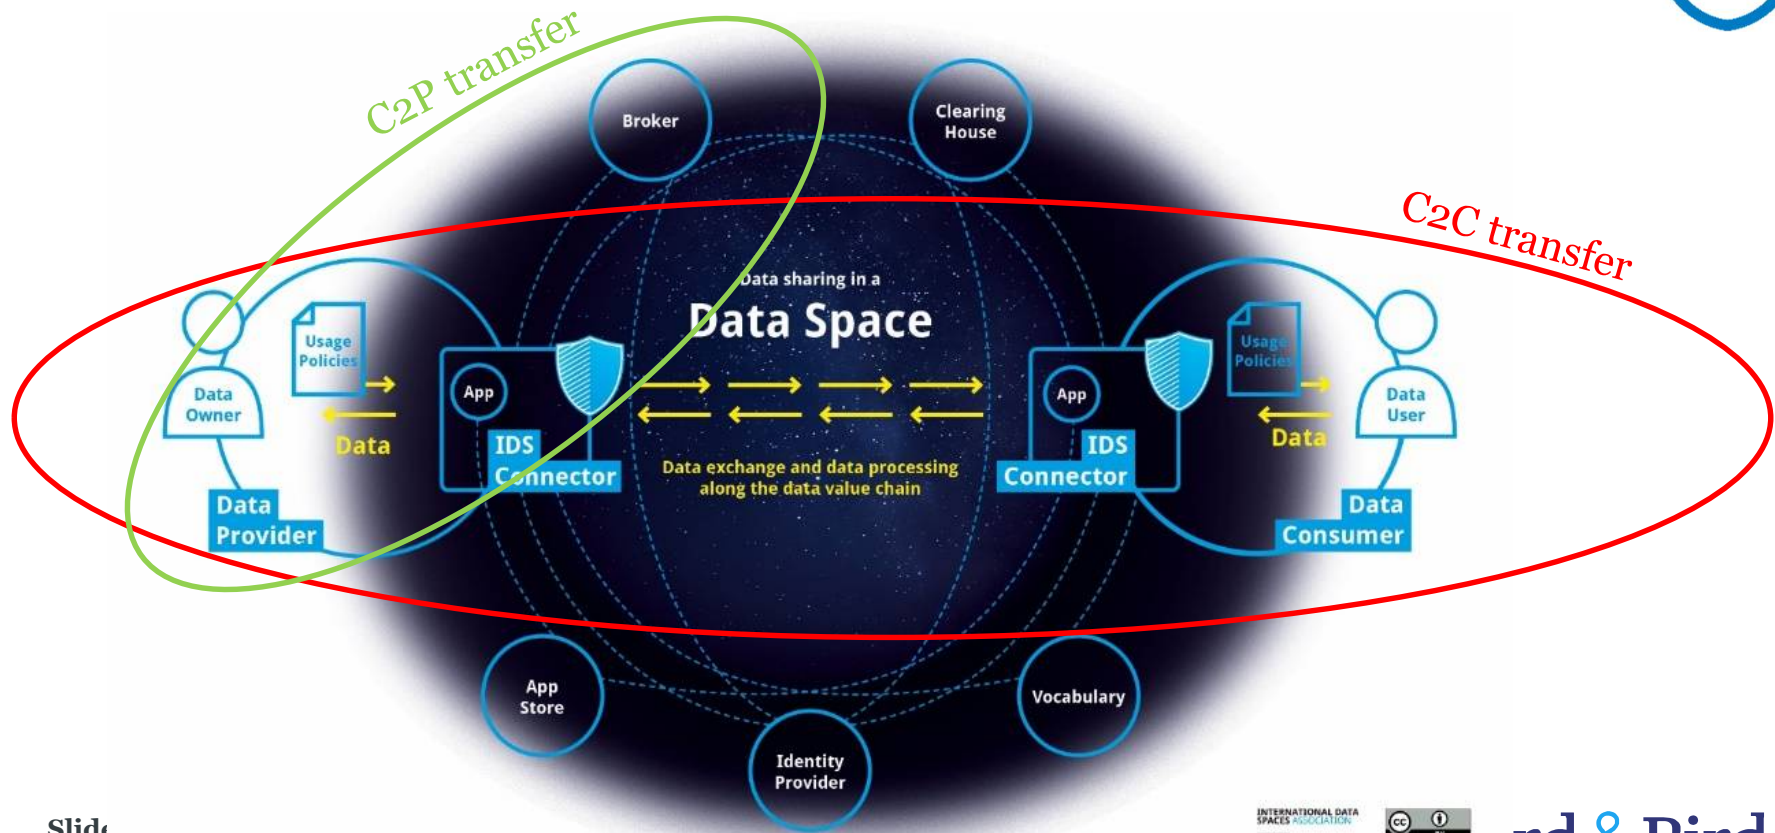 C2P transfer
Broker
Clearing
House
C2C transfer
Data sharing in a
Data Space
Usage
Policies
Data
Owner
App
Data
IDS
Connector
Data
Provider
Data exchange and data processing
along the data value chain
App
IDS
Connector
Usage
Policies
Data
Data
User
Data
Consumer
App
Store
Vocabulary
Identity
Provider
INTERNATIONAL DATA
SPACES ASSOCIATION
cc